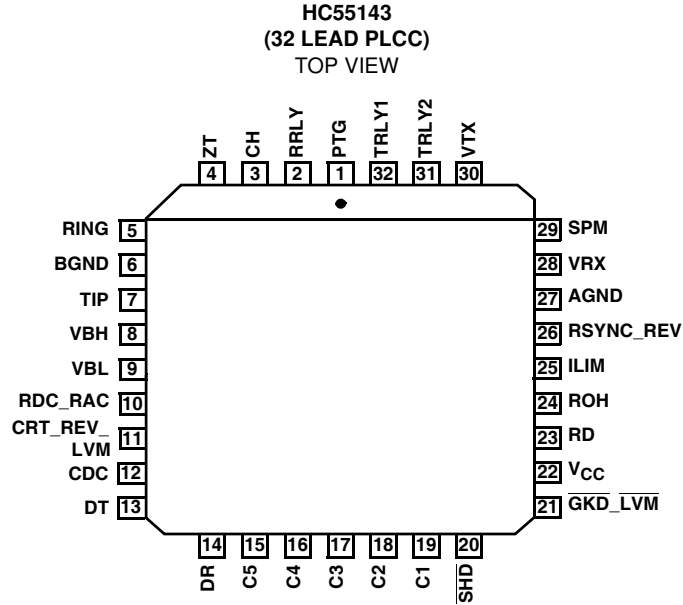 HC55143
(32 LEAD PLCC)
TOP VIEW
ZT
CH
RRLY
PTG
TRLY1
TRLY2
VTX
4
3
2
1
32
31
30
RING 5
BGND 6
TIP 7
VBH 8
VBL 9
RDC_RAC 10
CRT_REV_
LVM 11
CDC 12
DT 13
29 SPM
28 VRX
27 AGND
26 RSYNC_REV
25 ILIM
24 ROH
23 RD
22 VCC
21 GKD_LVM
14
15
16
17
18
19
20
DR
C5
C4
C3
C2
C1
SHD